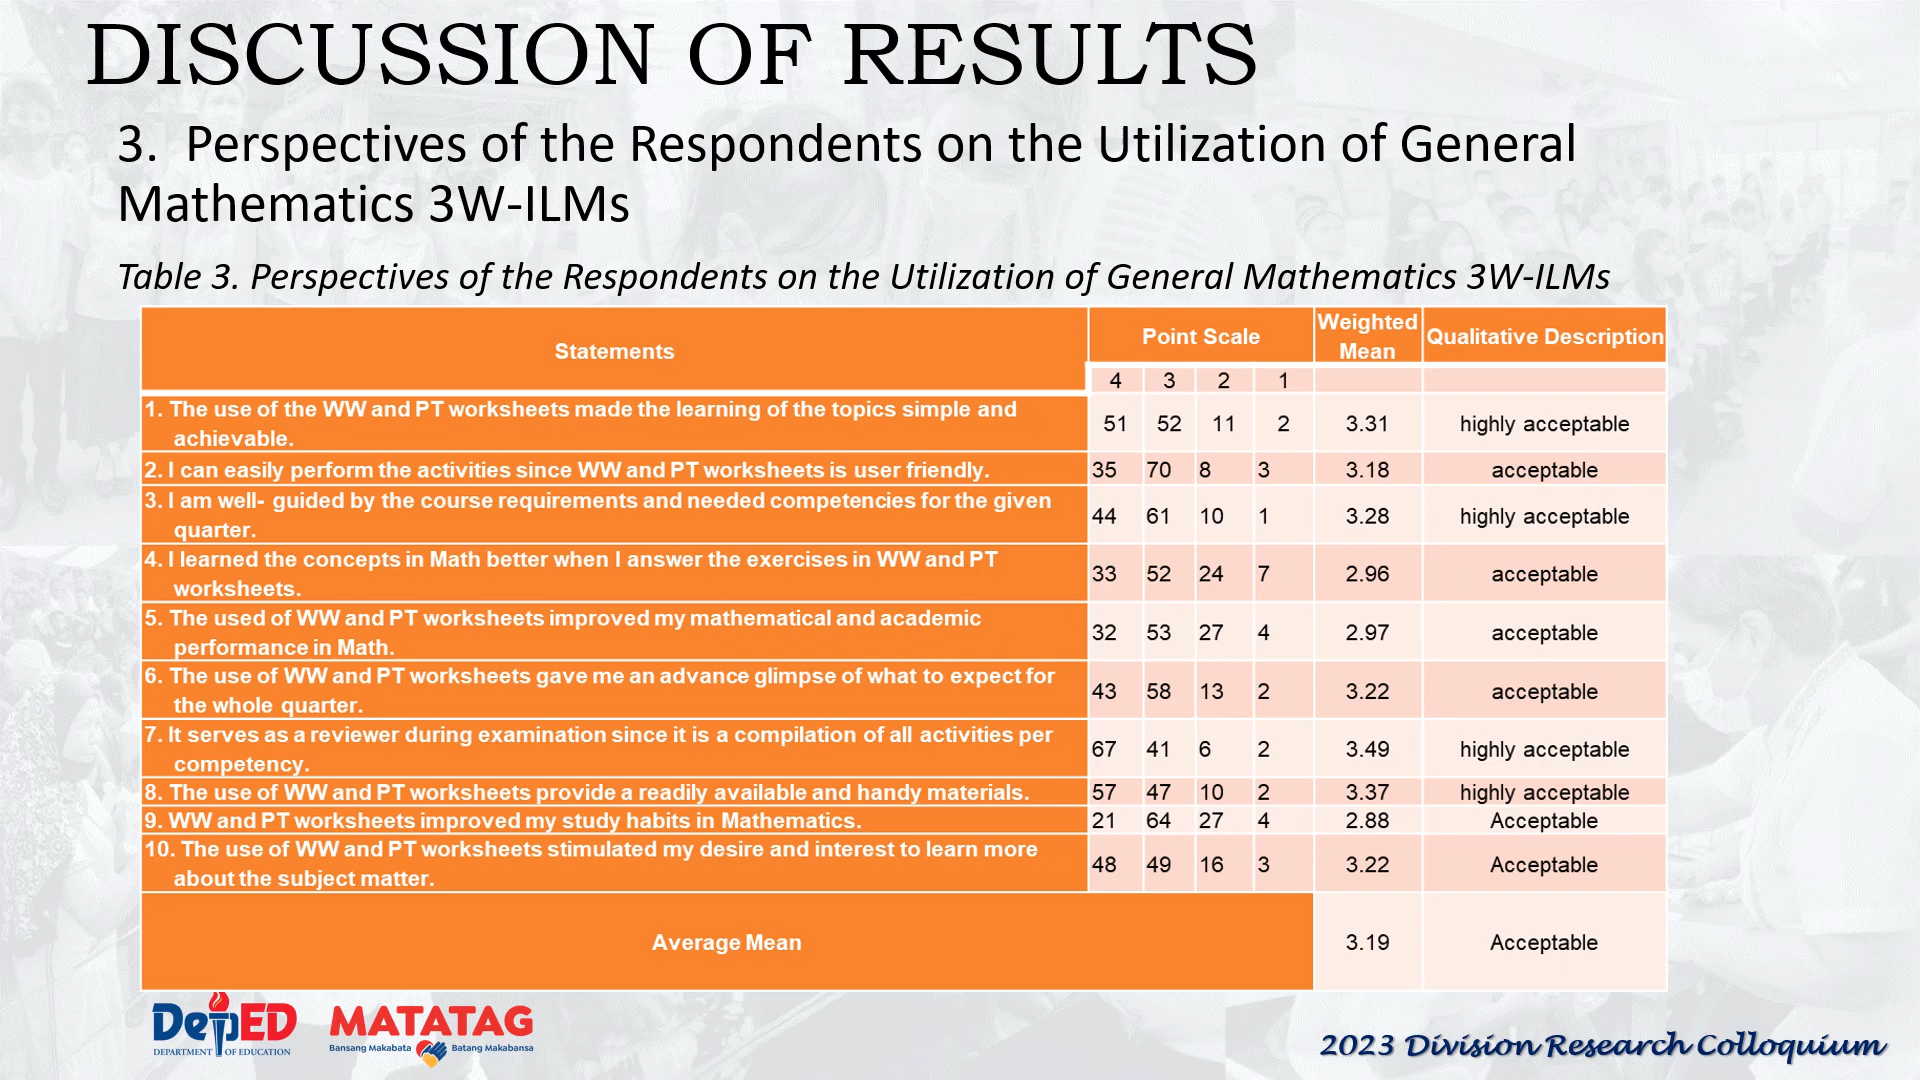 DISCUSSION OF RESULTS
3. Perspectives of the Respondents on the Utilization of General
Mathematics 3W-ILMs
Table 3. Perspectives of the Respondents on the Utilization of General Mathematics 3W-ILMs
Statements Point Scale Weighted Mean Qualitative Description
4 3 2 1
1. The use of the WW and PT worksheets made the learning of the topics simple and
achievable. 51 52 11 2 3.31 highly acceptable
2. I can easily perform the activities since WW and PT worksheets is user friendly. 35 70 8 3 3.18 acceptable
3. I am well- guided by the course requirements and needed competencies for the given
quarter. 44 61 10 1 3.28 highly acceptable
4. I learned the concepts in Math better when I answer the exercises in WW and PT
worksheets. 33 52 24 7 2.96 acceptable
5. The used of WW and PT worksheets improved my mathematical and academic
performance in Math. 32 53 27 4 2.97 acceptable
6. The use of WW and PT worksheets gave me an advance glimpse of what to expect for
the whole quarter. 43 58 13 2 3.22 acceptable
7. It serves as a reviewer during examination since it is a compilation of all activities per
competency. 67 41 6 2 3.49 highly acceptable
8. The use of WW and PT worksheets provide a readily available and handy materials. 57 47 10 2 3.37 highly acceptable
9. WW and PT worksheets improved my study habits in Mathematics. 21 64 27 4 2.88 Acceptable
10. The use of WW and PT worksheets stimulated my desire and interest to learn more
about the subject matter. 48 49 16 3 3.22 Acceptable
Average Mean 3.19 Acceptable
DepED
DEPARTMENT OF EDUCATION
MATATAG
Bansang Makabata Batang Makabansa
2023 Division Research Colloquium